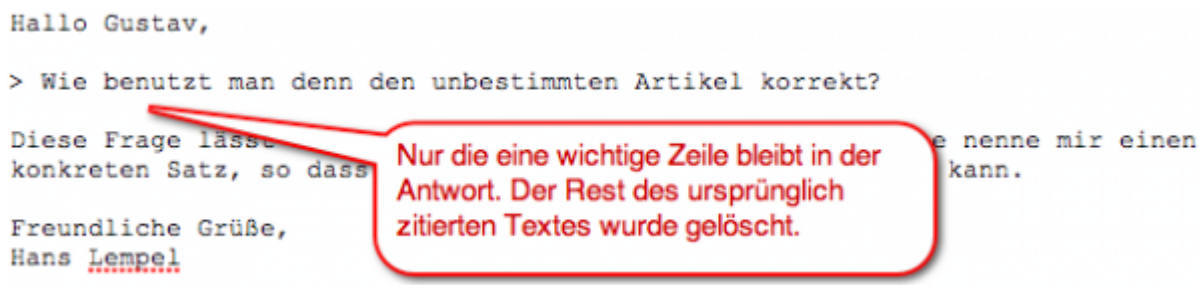 Hallo Gustav,
> Wie benutzt man denn den unbestimmten Artikel korrekt?
Diese Frage lässt nenne mir einen
konkreten Satz, so dass kann.
Nur die eine wichtige Zeile bleibt in der
Antwort. Der Rest des ursprünglich
zitierten Textes wurde gelöscht.
Freundliche Grüße,
Hans Lempel